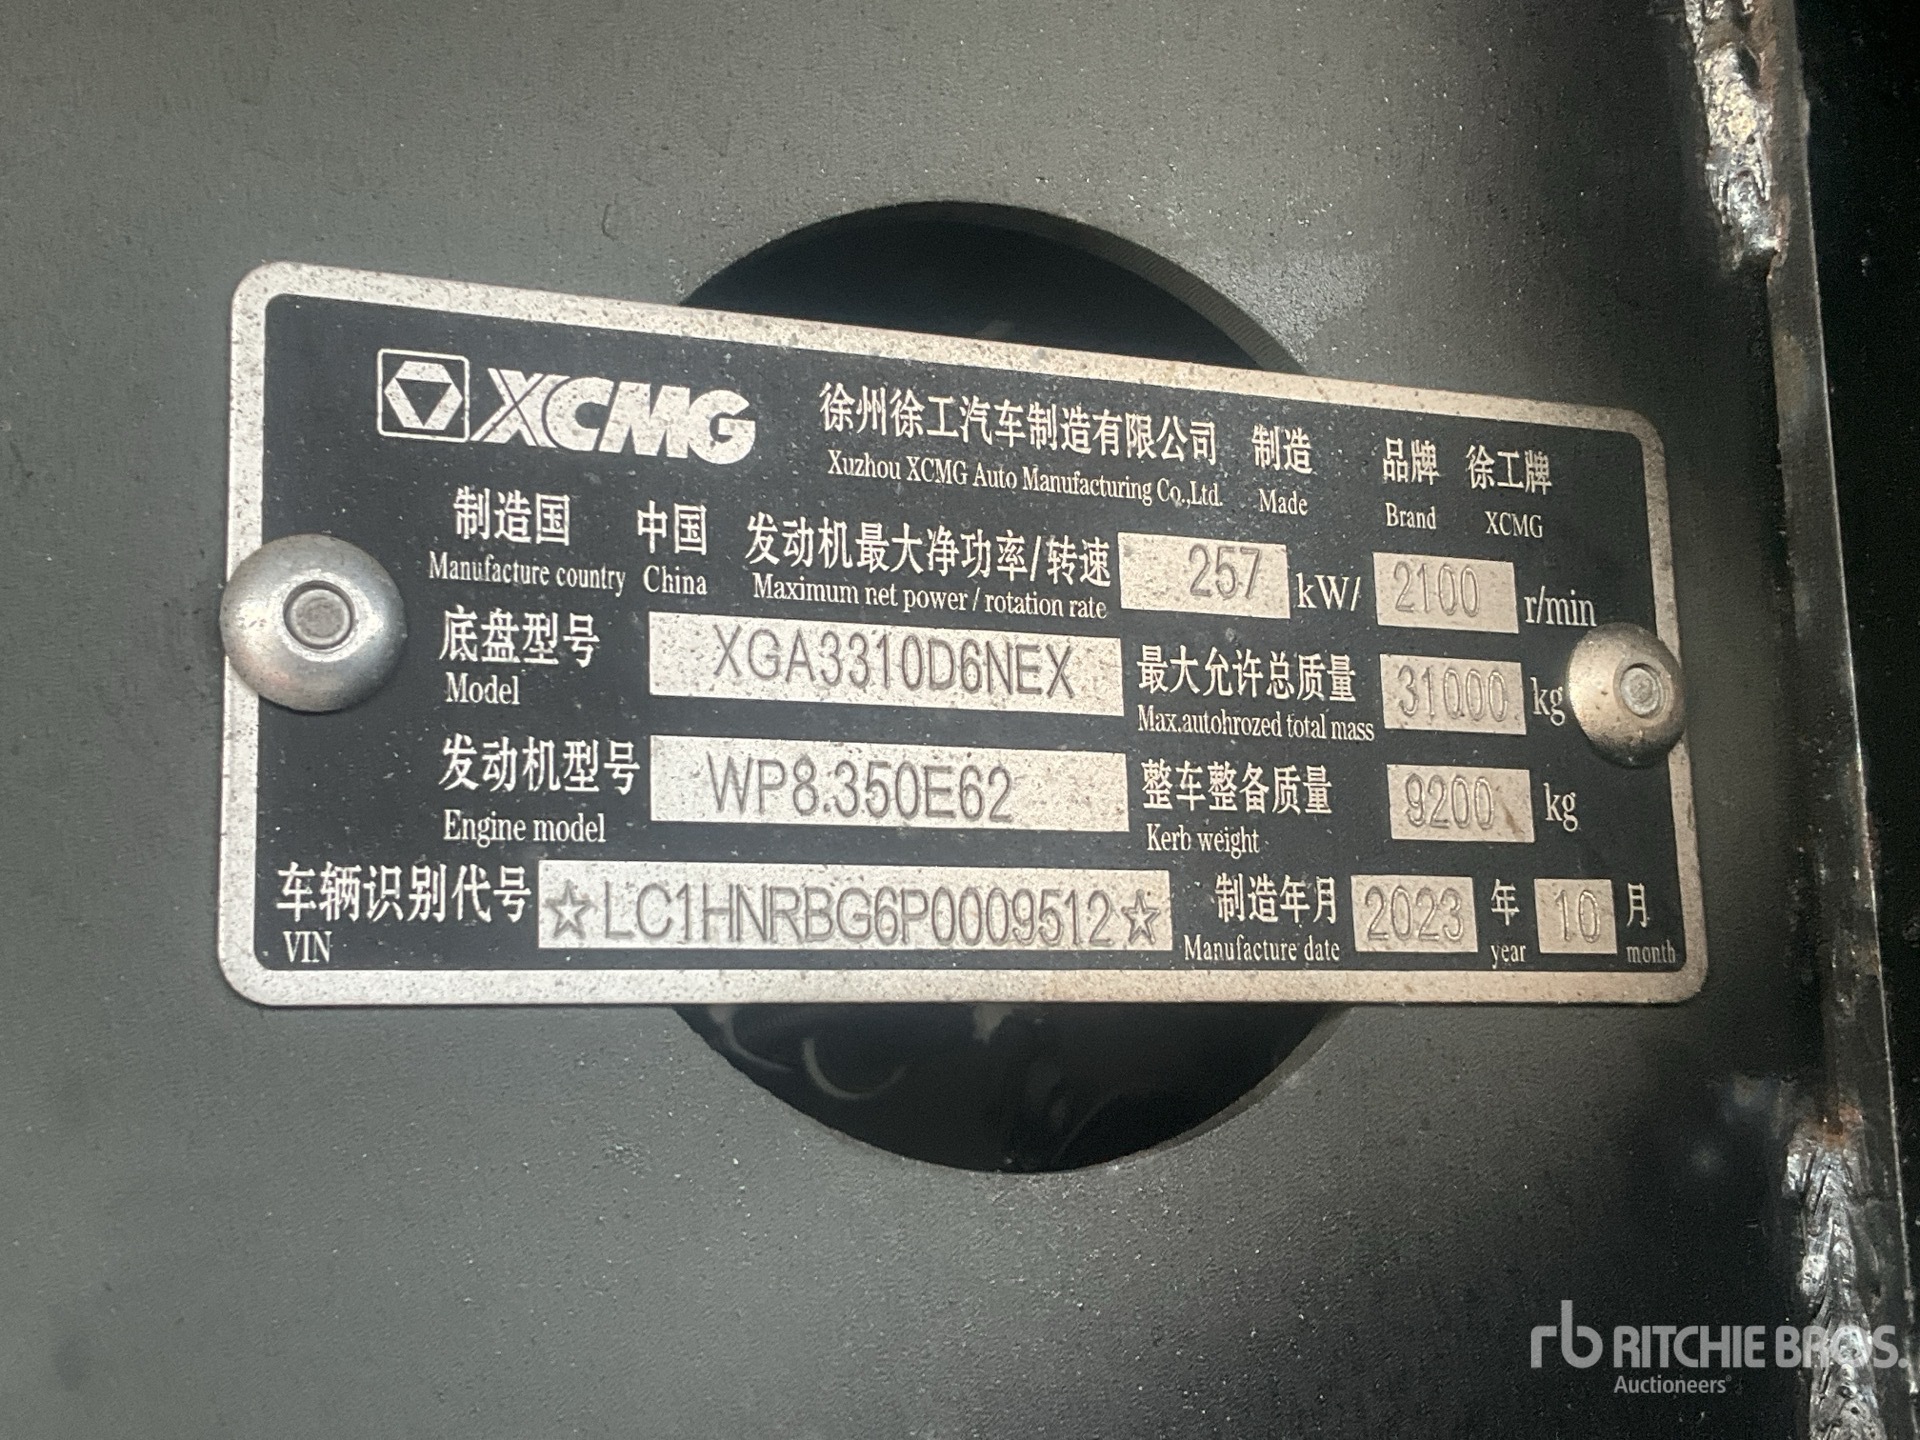 XCMG 徐州徐工汽车制造有限公司 制造 品牌 徐工牌
Xuzhou XCMG Auto Manufacturing Co.,Ltd. Made Brand XCMG
制造国 中国 发动机最大净功率/转速 257 kW/ 2100 r/min
Manufacture country China Maximum net power / rotation rate
底盘型号 XGA3310D6NEX 最大允许总质量 31000 kg
Model Max.autohrozed total mass
发动机型号 WP8.350E62 整车整备质量 9200 kg
Engine model Kerb weight
车辆识别代号 ☆LC1HNRBG6P0009512☆ 制造年月 2023 年 10 月
VIN Manufacture date year month
rb RITCHIE BROS.
Auctioneers